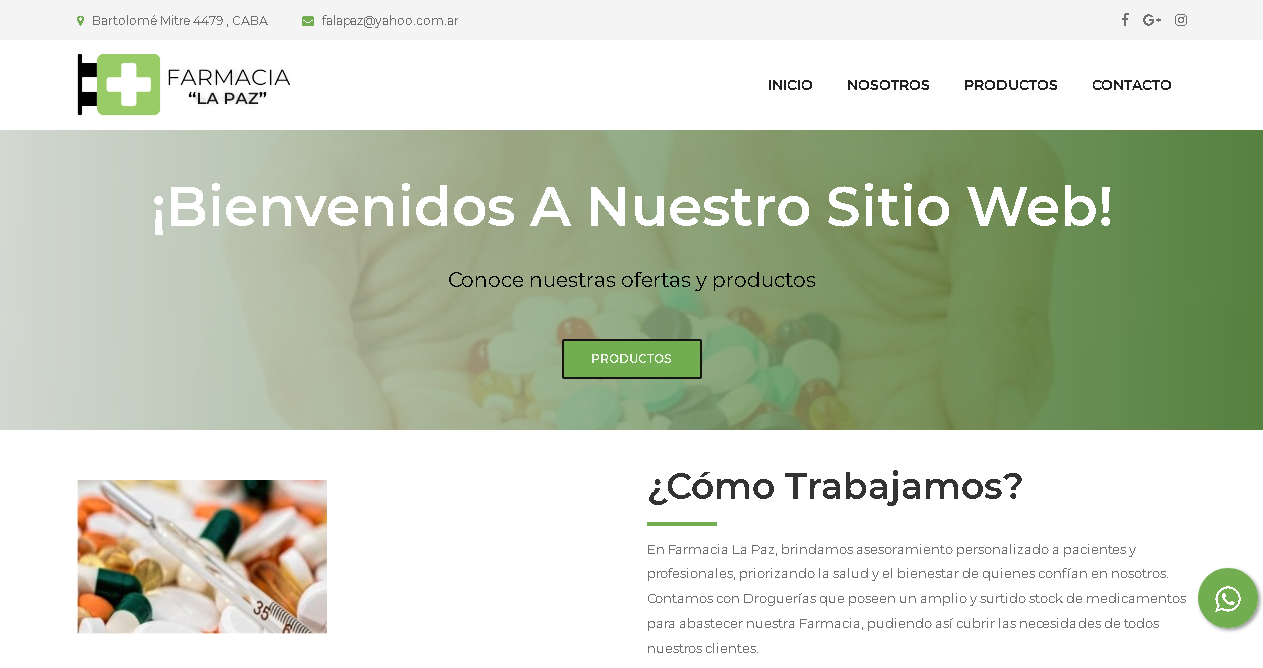 Bartolomé Mitre 4479 , CABA
falapaz@yahoo.com.ar
FARMACIA
“LA PAZ”
INICIO
NOSOTROS
PRODUCTOS
CONTACTO
¡Bienvenidos A Nuestro Sitio Web!
Conoce nuestras ofertas y productos
PRODUCTOS
¿Cómo Trabajamos?
En Farmacia La Paz, brindamos asesoramiento personalizado a pacientes y
profesionales, priorizando la salud y el bienestar de quienes confían en nosotros.
Contamos con Droguerías que poseen un amplio y surtido stock de medicamentos
para abastecer nuestra Farmacia, pudiendo así cubrir las necesidades de todos
nuestros clientes.
35